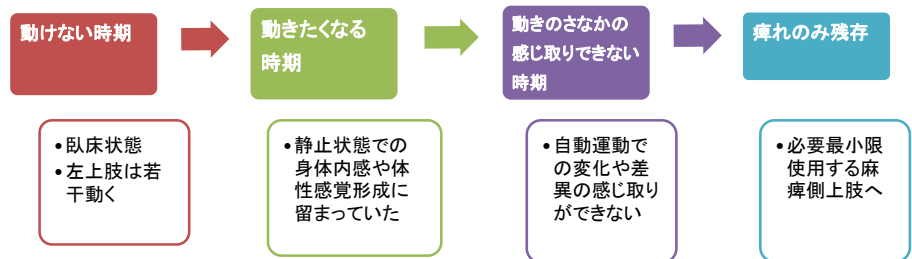 動けない時期
動きたくなる
時期
動きのさなかの
感じ取りできない
時期
痺れのみ残存
•臥床状態
•左上肢は若
干動く
•静止状態での
身体内感や体
性感覚形成に
留まっていた
•自動運動で
の変化や差
異の感じ取り
ができない
•必要最小限
使用する麻
痺側上肢へ